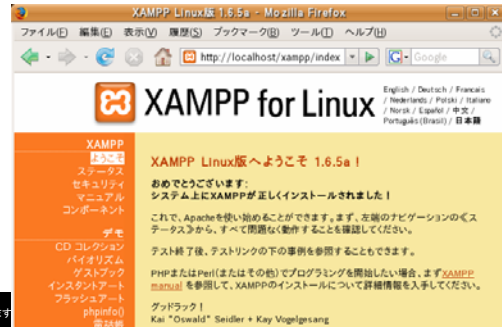 XAMPP Linux版 1.6.5a - Mozilla Firefox
ファイル(F) 編集(E) 表示(V) 履歴(S) ブックマーク(B) ツール(T) ヘルプ(H)
http://localhost/xampp/index
Google
XAMPP for Linux
English / Deutsch / Francais
/ Nederlands / Polski / Italiano
/ Norsk / Español / 中文 /
Português (Brasil) / 日本語
XAMPP
ようこそ
ステータス
セキュリティ
マニュアル
コンポーネント
デモ
CD コレクション
バイオリズム
ゲストブック
インスタントアート
フラッシュアート
phpinfo()
電話帳
XAMPP Linux版へようこそ 1.6.5a !
おめでとうございます:
システム上にXAMPPが正しくインストールされました!
これで、Apacheを使い始めることができます。まず、左端のナビゲーションの≪ス
テータス≫から、すべて問題なく動作することを確認してください。
テスト終了後、テストリンクの下の事例を参照することもできます。
PHPまたはPerl(またはその他)でプログラミングを開始したい場合、まずXAMPP
manual を参照して、XAMPPのインストールについて詳細情報を入手してください。
グッドラック!
Kai "Oswald" Seidler + Kay Vogelgesang
ます